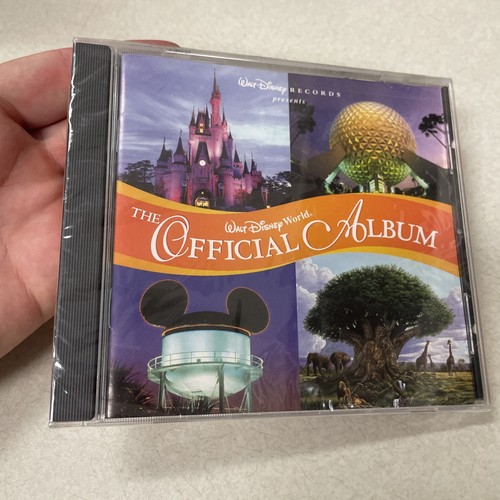 Walt Disney RECORDS
presents
Walt Disney World.
THE OFFICIAL ALBUM